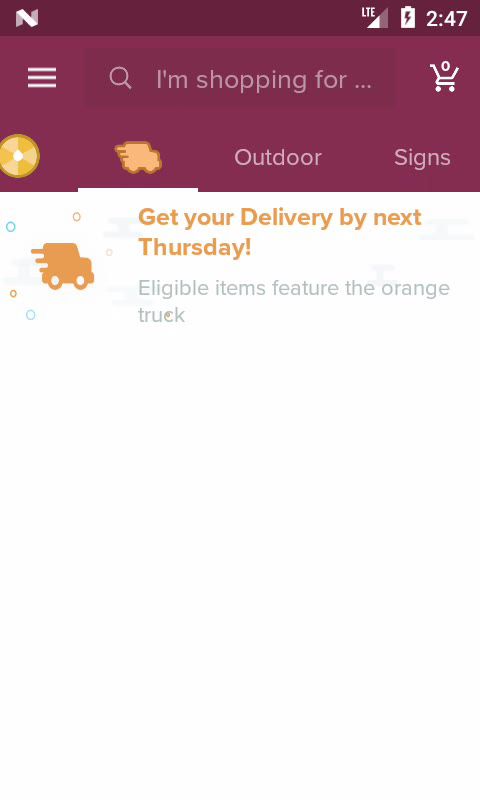 LTE 2:47
I'm shopping for ... 0
Outdoor Signs
Get your Delivery by next
Thursday!
Eligible items feature the orange
truck